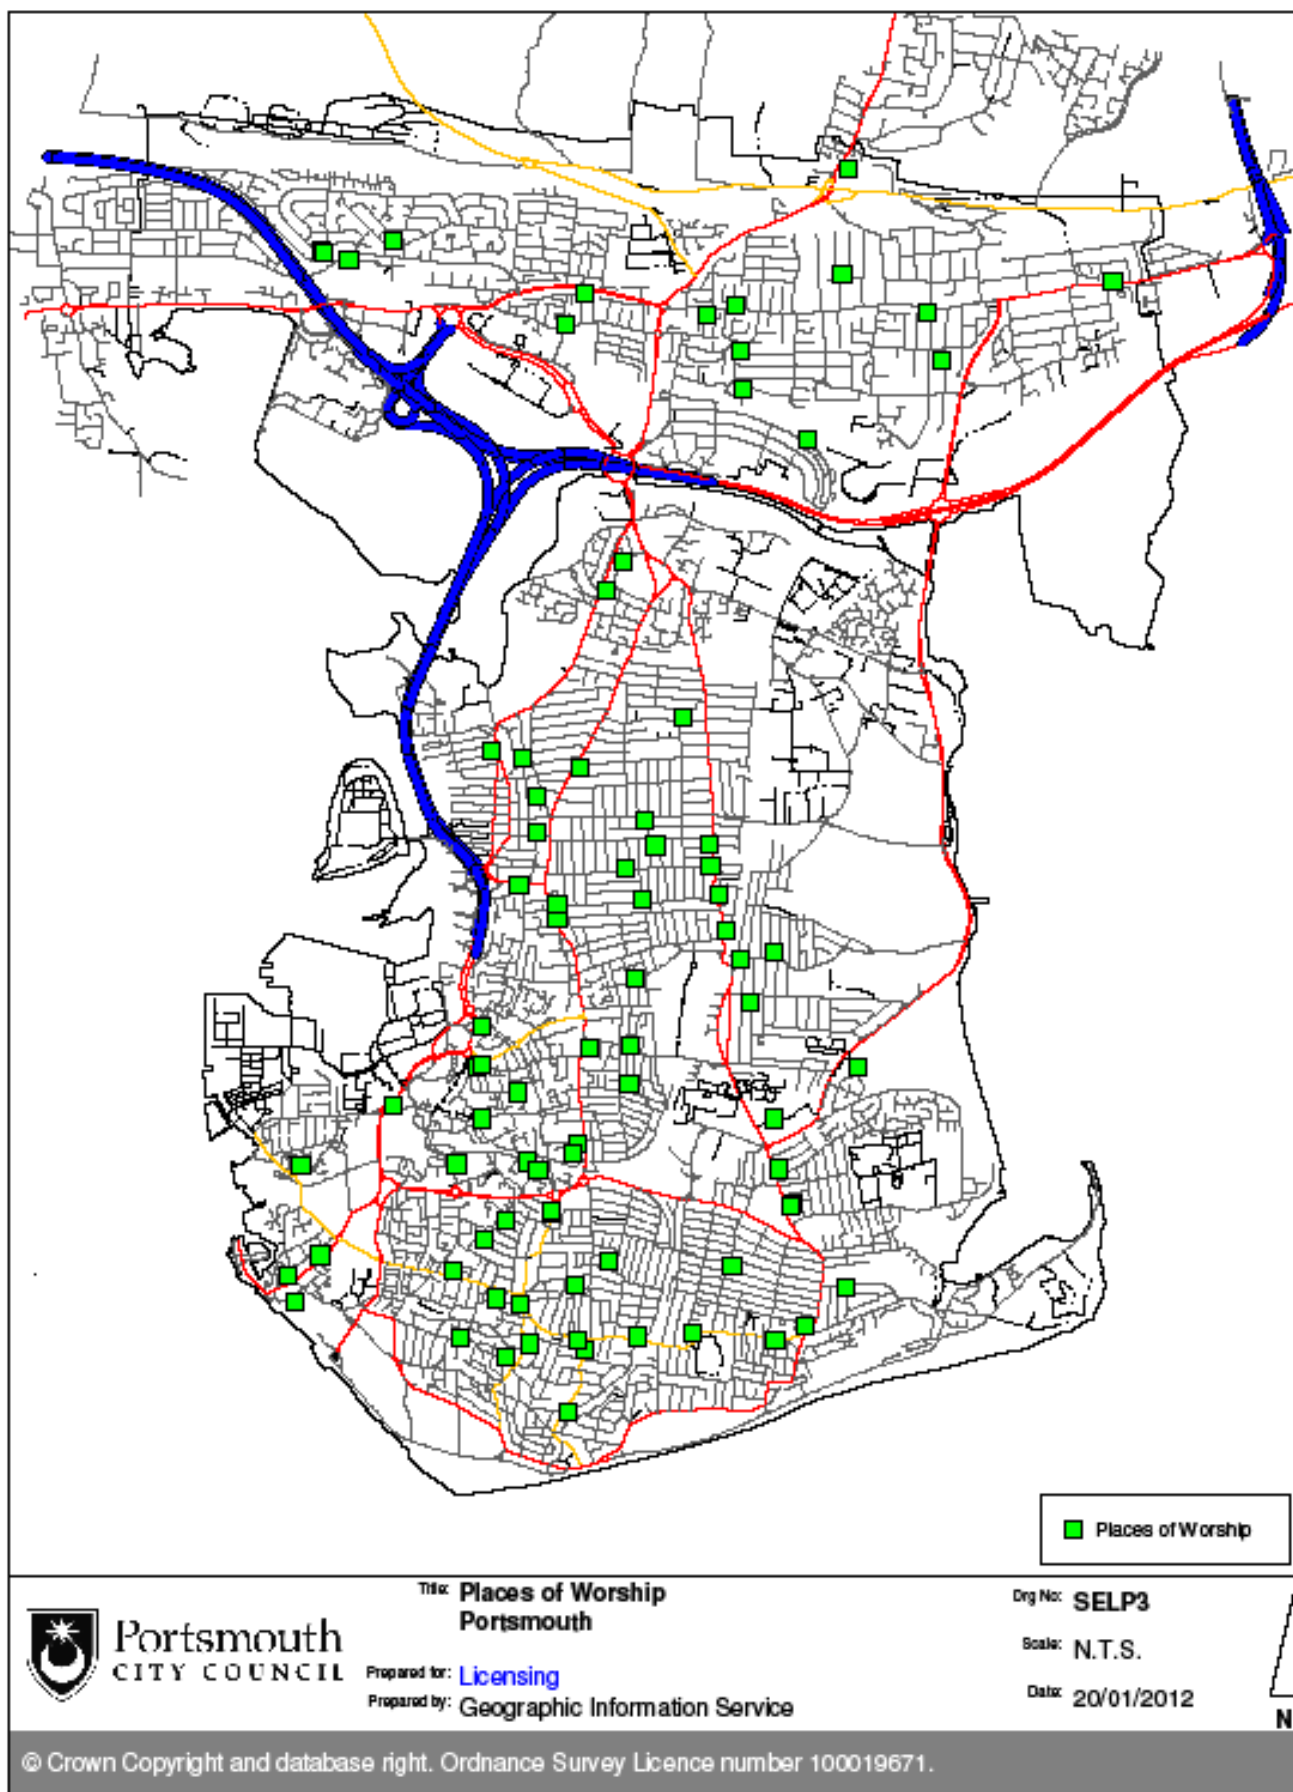 Places of Worship
Title: Places of Worship
Portsmouth
Prepared for: Licensing
Prepared by: Geographic Information Service
Portsmouth
CITY COUNCIL
Drg No: SELP3
Scale: N.T.S.
Date: 20/01/2012
N
© Crown Copyright and database right. Ordnance Survey Licence number 100019671.